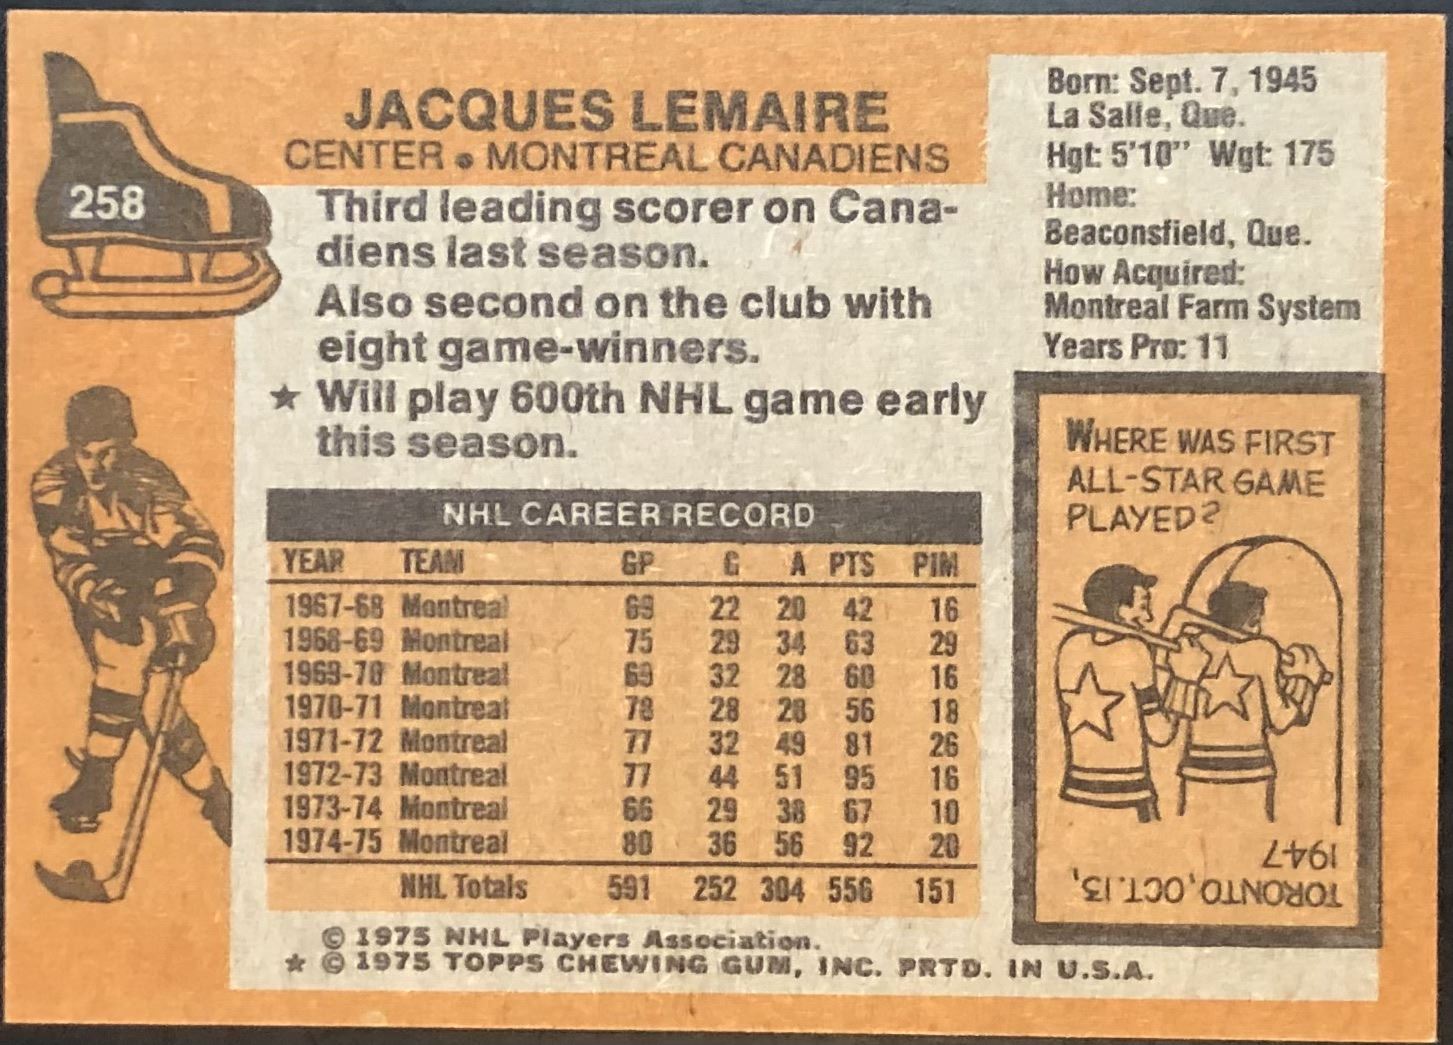 258
JACQUES LEMAIRE
CENTER • MONTREAL CANADIENS
Third leading scorer on Cana-
diens last season.
Also second on the club with
eight game-winners.
★ Will play 600th NHL game early
this season.
Born: Sept. 7, 1945
La Salle, Que.
Hgt: 5'10" Wgt: 175
Home:
Beaconsfield, Que.
How Acquired:
Montreal Farm System
Years Pro: 11
NHL CAREER RECORD
YEAR TEAM GP G A PTS PIM
1967-68 Montreal 69 22 20 42 16
1968-69 Montreal 75 29 34 63 29
1969-70 Montreal 69 32 28 60 16
1970-71 Montreal 78 28 28 56 18
1971-72 Montreal 77 32 49 81 26
1972-73 Montreal 77 44 51 95 16
1973-74 Montreal 66 29 38 67 10
1974-75 Montreal 80 36 56 92 20
NHL Totals 591 252 304 556 151
WHERE WAS FIRST
ALL-STAR GAME
PLAYED?
TORONTO, OCT. 13,
1947
© 1975 NHL Players Association.
★ © 1975 TOPPS CHEWING GUM, INC. PRTD. IN U.S.A.